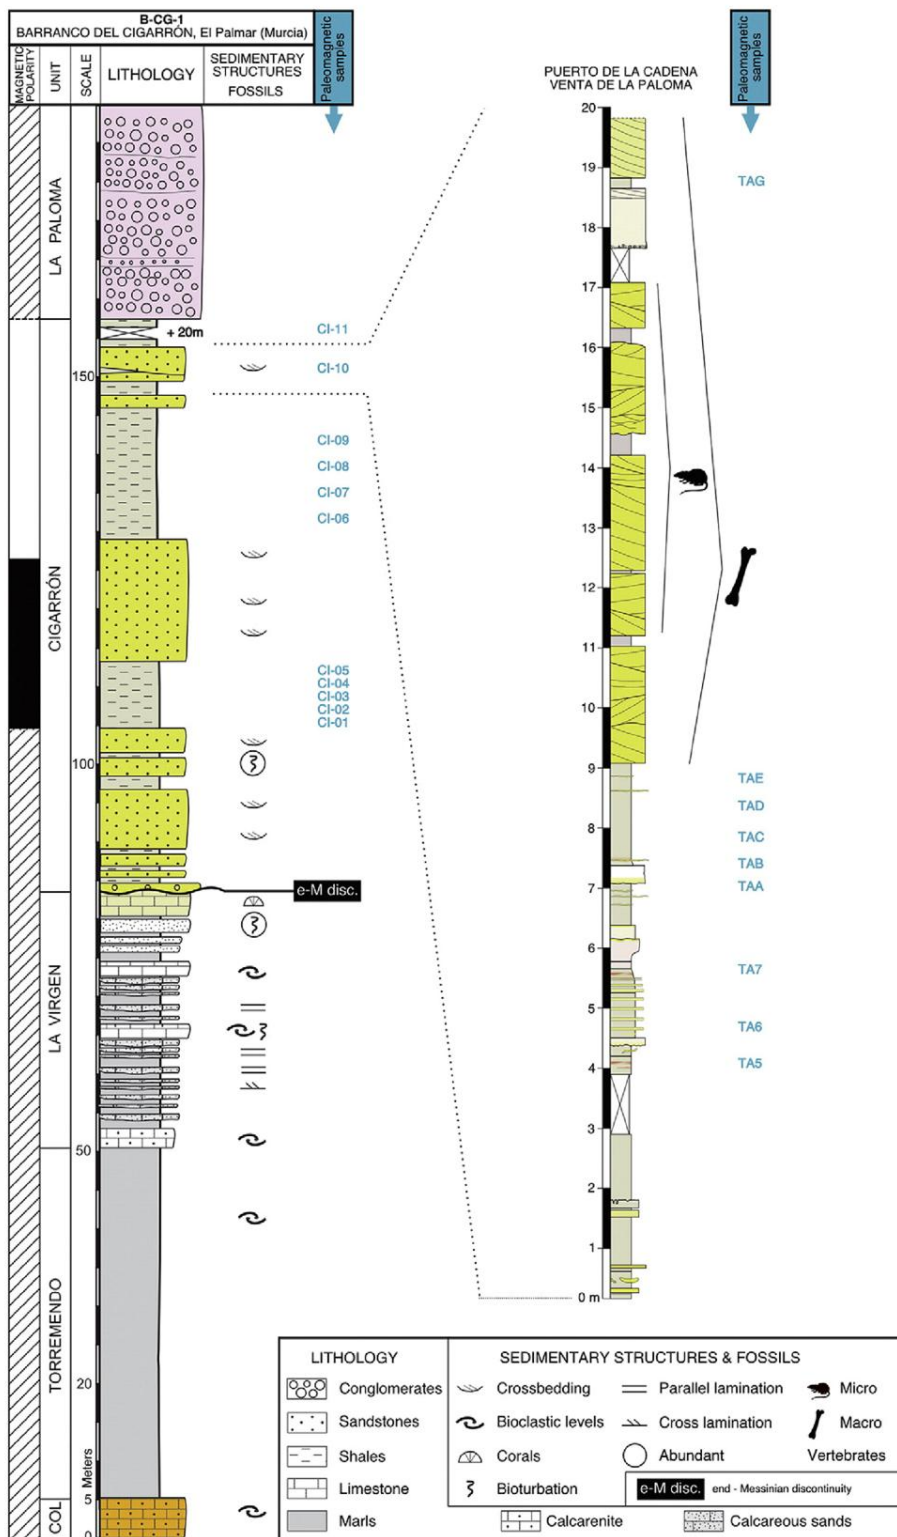 B-CG-1
BARRANCO DEL CIGARRÓN, El Palmar (Murcia)
MAGNETIC
POLARITY
UNIT
SCALE
LITHOLOGY
SEDIMENTARY
STRUCTURES
FOSSILS
Paleomagnetic
samples
LA PALOMA
+ 20m
CI-11
CI-10
150
CI-09
CI-08
CI-07
CI-06
CIGARRÓN
CI-05
CI-04
CI-03
CI-02
CI-01
100
e-M disc.
LA VIRGEN
50
TORREMENDO
20
Meters
5
COL
0
PUERTO DE LA CADENA
VENTA DE LA PALOMA
Paleomagnetic
samples
20
19
TAG
18
17
16
15
14
13
12
11
10
9
TAE
TAD
8
TAC
TAB
7
TAA
6
TA7
5
TA6
4
TA5
3
2
1
0 m
LITHOLOGY
Conglomerates
Sandstones
Shales
Limestone
Marls
SEDIMENTARY STRUCTURES & FOSSILS
Crossbedding
Parallel lamination
Micro
Bioclastic levels
Cross lamination
Macro
Corals
Abundant
Vertebrates
Bioturbation
e-M disc. end - Messinian discontinuity
Calcarenite
Calcareous sands